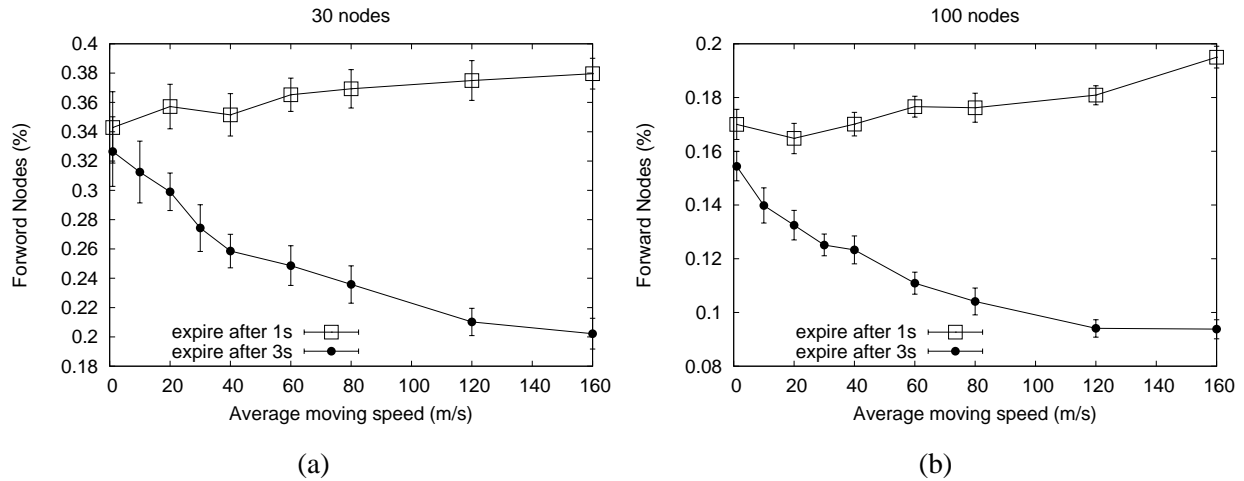 30 nodes
0.4
0.38
0.36
0.34
0.32
0.3
0.28
0.26
0.24
0.22
0.2
0.18
Forword Nodes (%)
expire after 1s
expire after 3s
0 20 40 60 80 100 120 140 160
Average moving speed (m/s)
(a)
100 nodes
0.2
0.18
0.16
0.14
0.12
0.1
0.08
Forward Nodes (%)
expire after 1s
expire after 3s
0 20 40 60 80 100 120 140 160
Average moving speed (m/s)
(b)